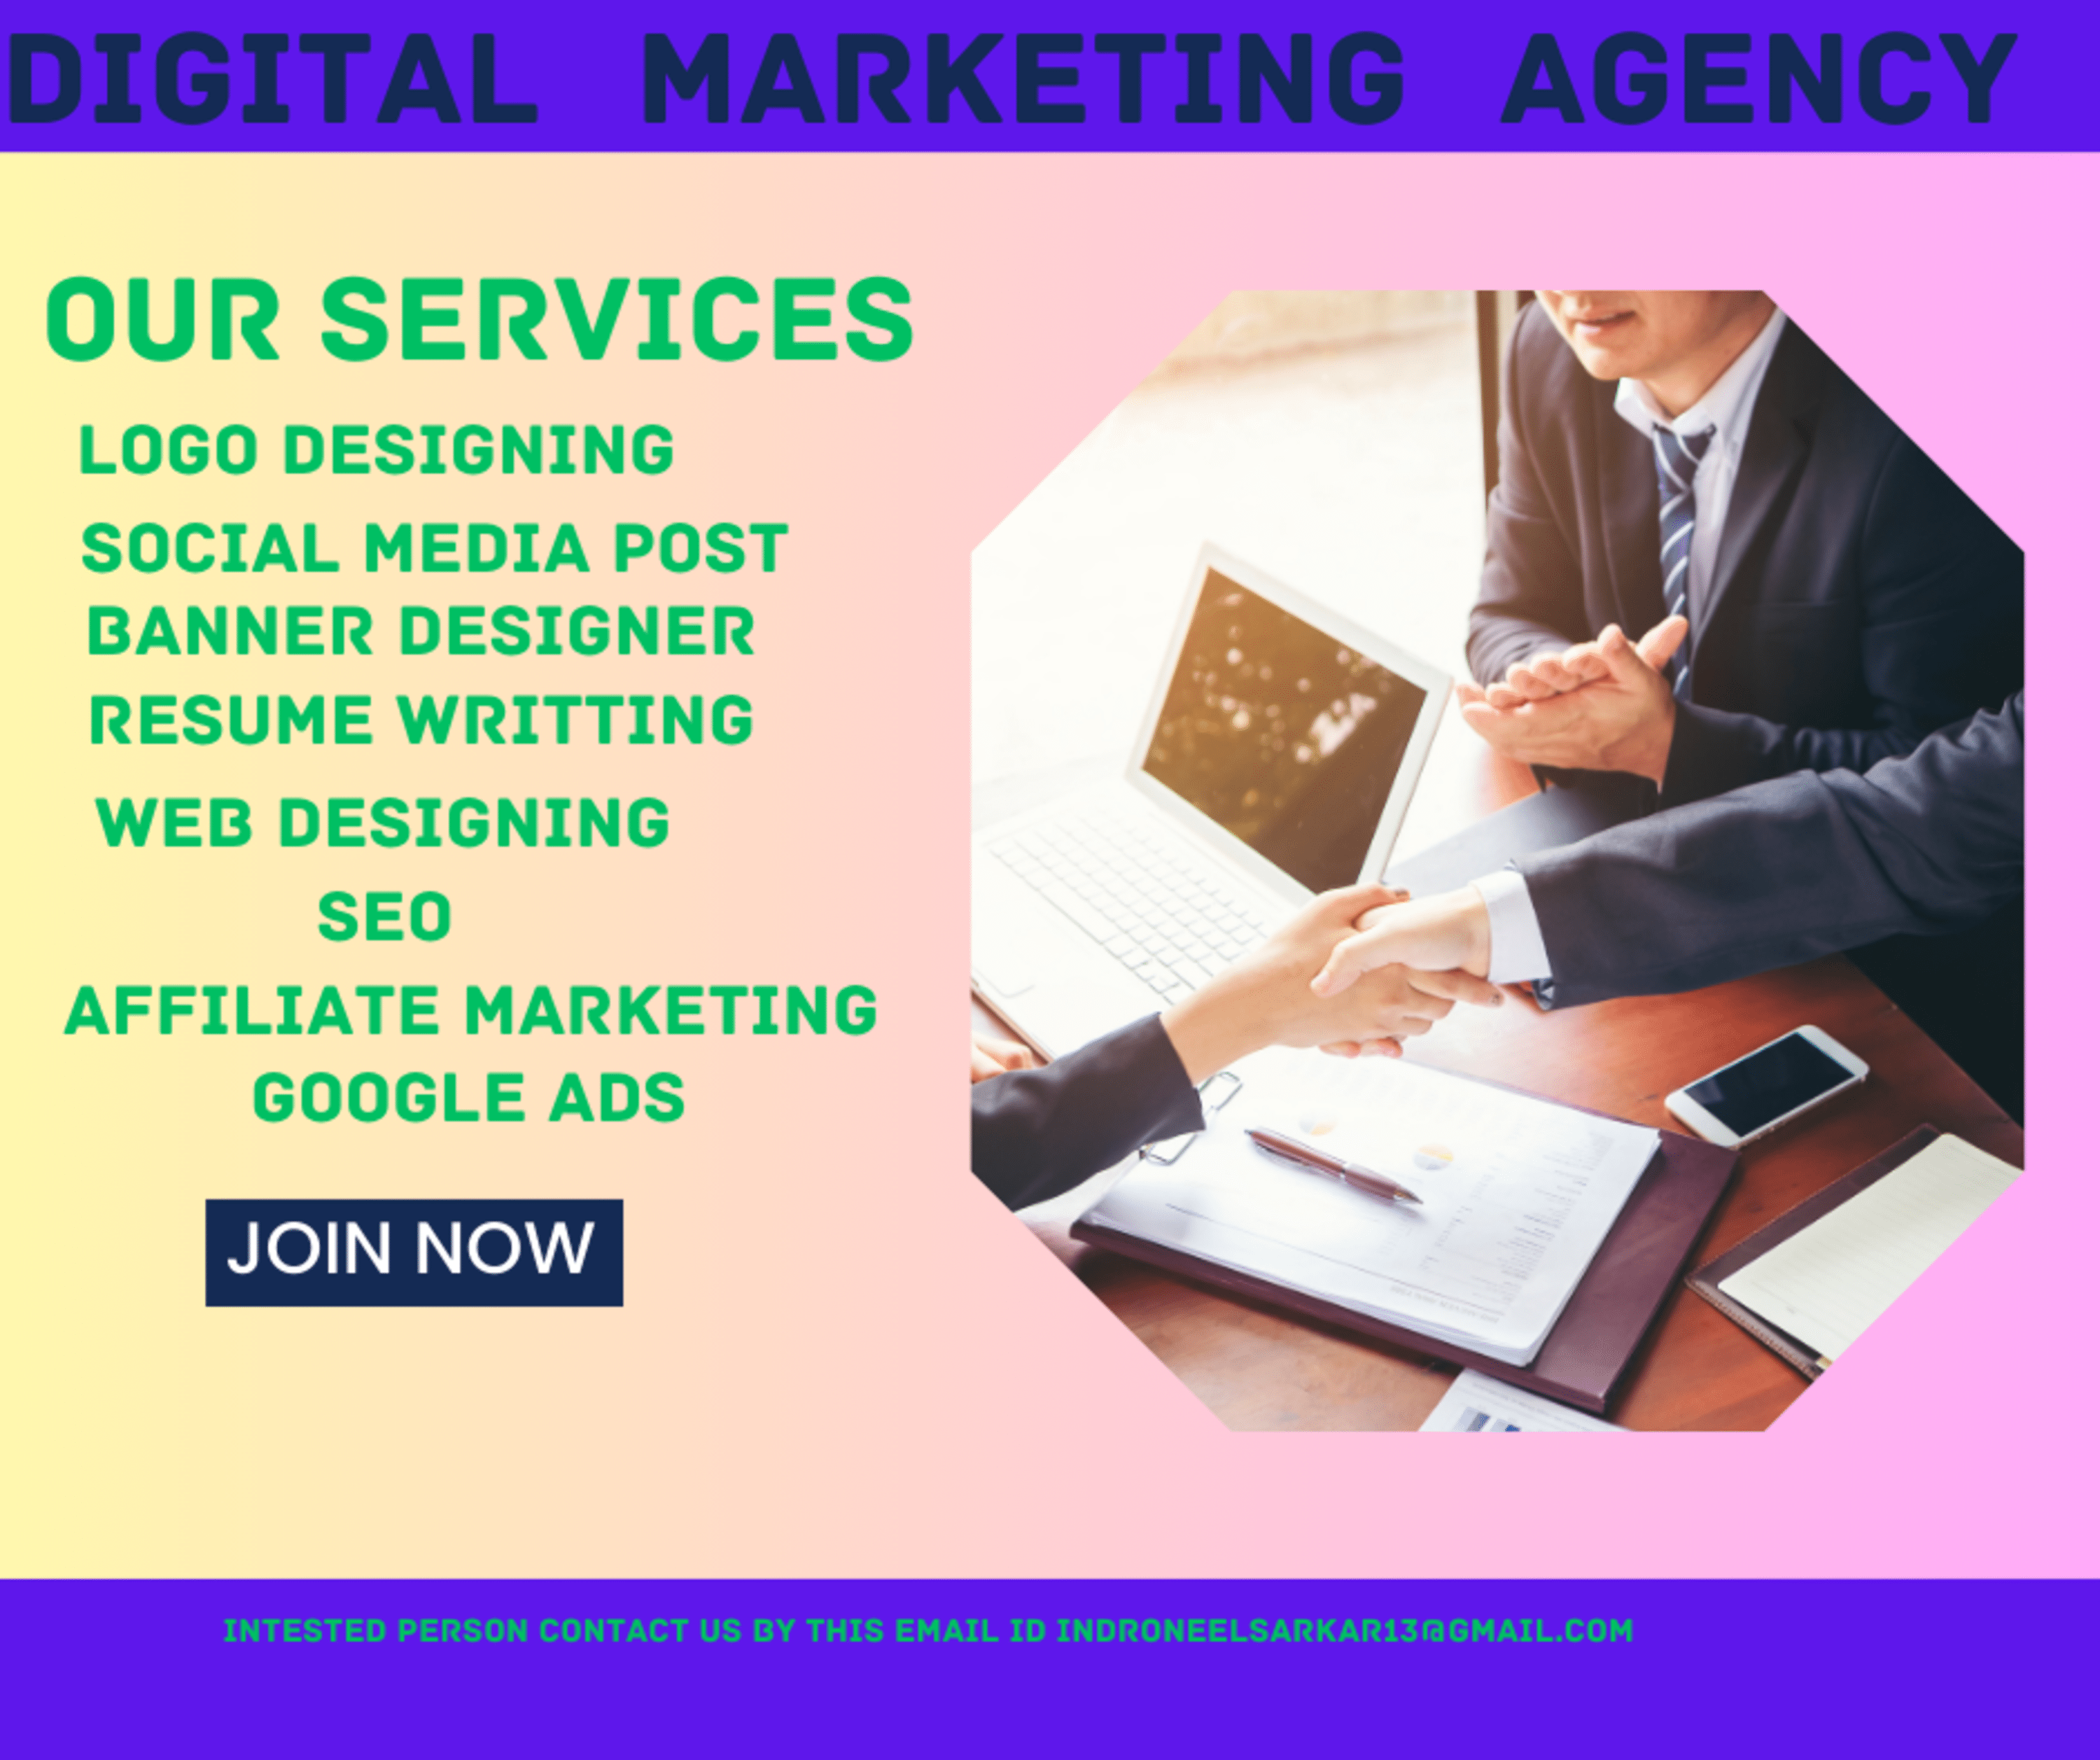 DIGITAL MARKETING AGENCY
OUR SERVICES
LOGO DESIGNING
SOCIAL MEDIA POST
BANNER DESIGNER
RESUME WRITTING
WEB DESIGNING
SEO
AFFILIATE MARKETING
GOOGLE ADS
JOIN NOW
INTESTED PERSON CONTACT US BY THIS EMAIL ID INDRONEELSARKAR13@GMAIL.COM